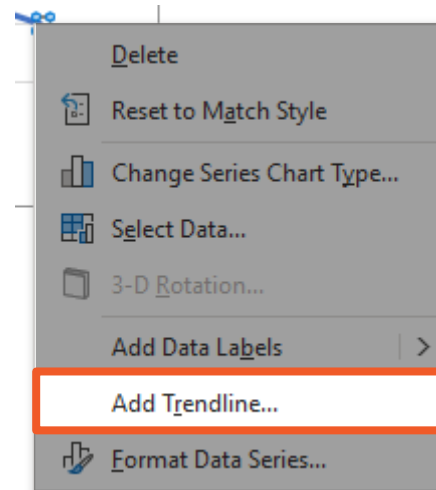 Delete
Reset to Match Style
Change Series Chart Type...
Select Data...
3-D Rotation...
Add Data Labels
Add Trendline...
Format Data Series...